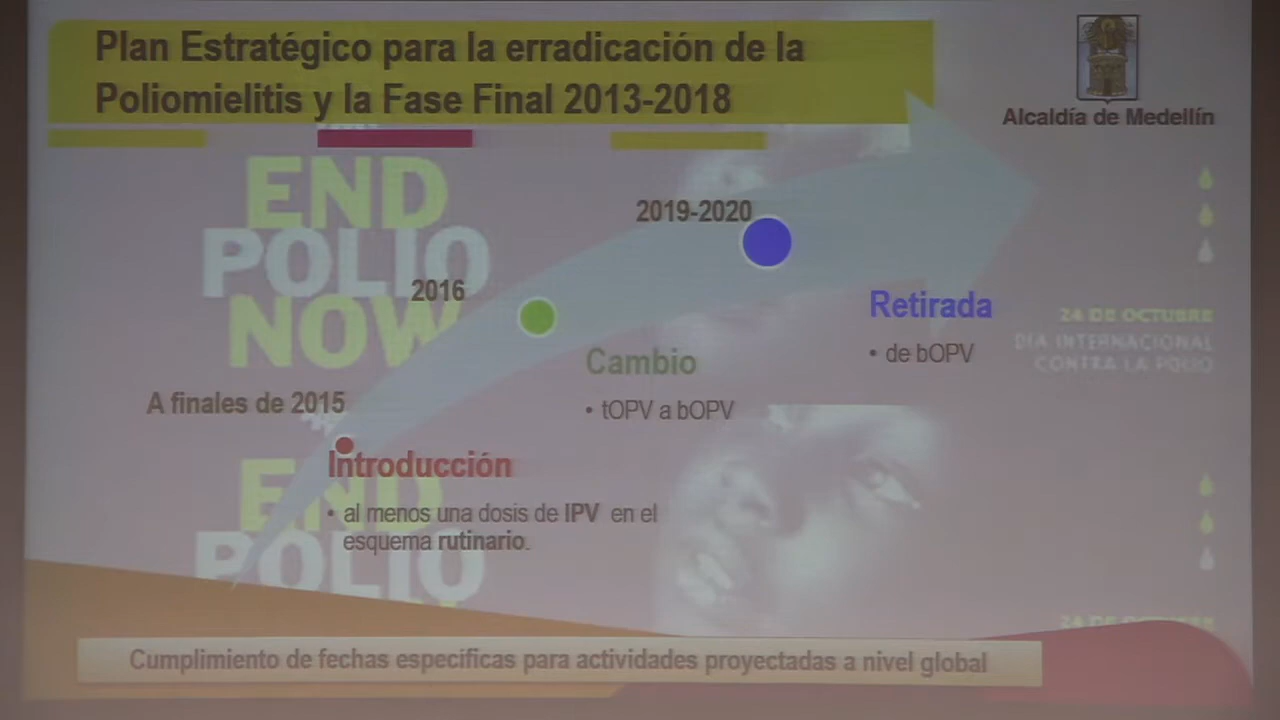 Plan Estratégico para la erradicación de la
Poliomielitis y la Fase Final 2013-2018
Alcaldía de Medellín
END
POLIO
NOW
2019-2020
2016
Retirada
• de bOPV
24 DE OCTUBRE
DÍA INTERNACIONAL
CONTRA LA POLIO
Cambio
• tOPV a bOPV
A finales de 2015
Introducción
• al menos una dosis de IPV en el
esquema rutinario.
END
POLIO
24 DE OCTUBRE
Cumplimiento de fechas específicas para actividades proyectadas a nivel global